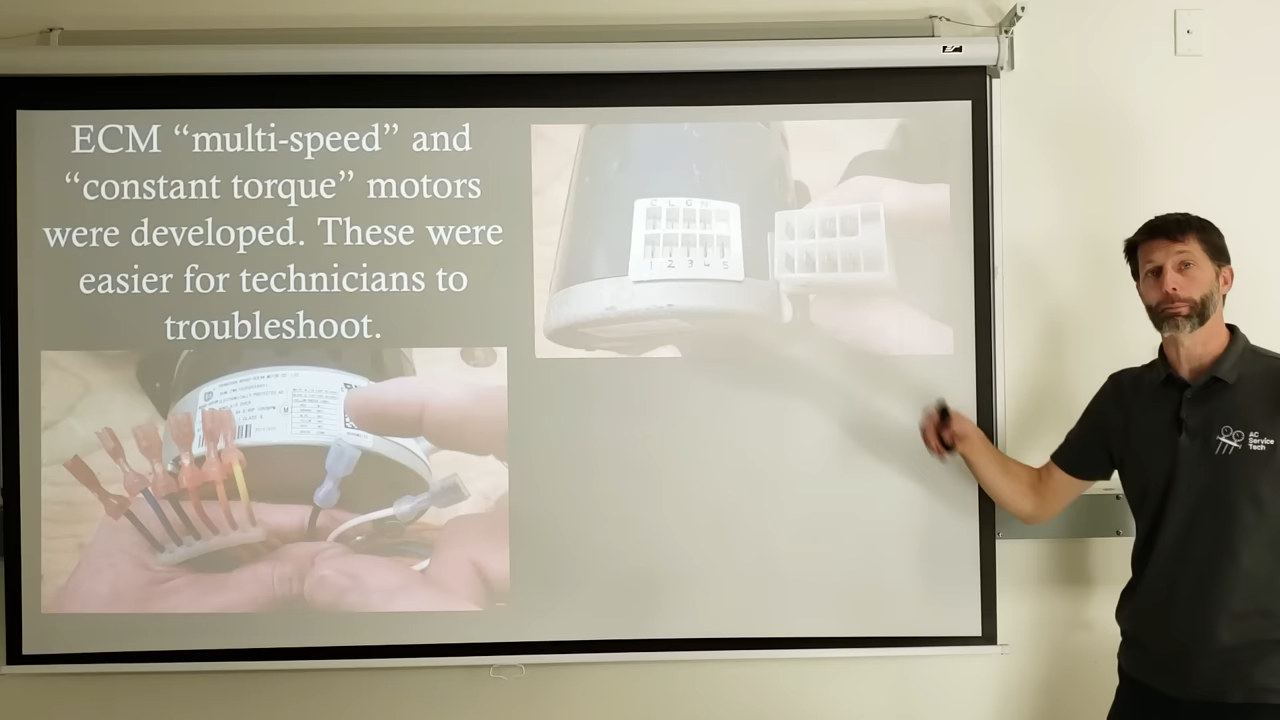 ECM “multi-speed” and
“constant torque” motors
were developed. These were
easier for technicians to
troubleshoot.
C L G N
1 2 3 4 5
M
AC
Service
Tech